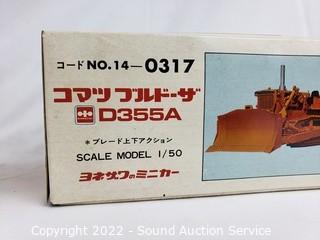 コード NO.14－0317
コマツ ブルドーザ
D355A
＊ブレード上下アクション
SCALE MODEL 1/50
ヨネザワのミニカー
Copyright 2022 - Sound Auction Service